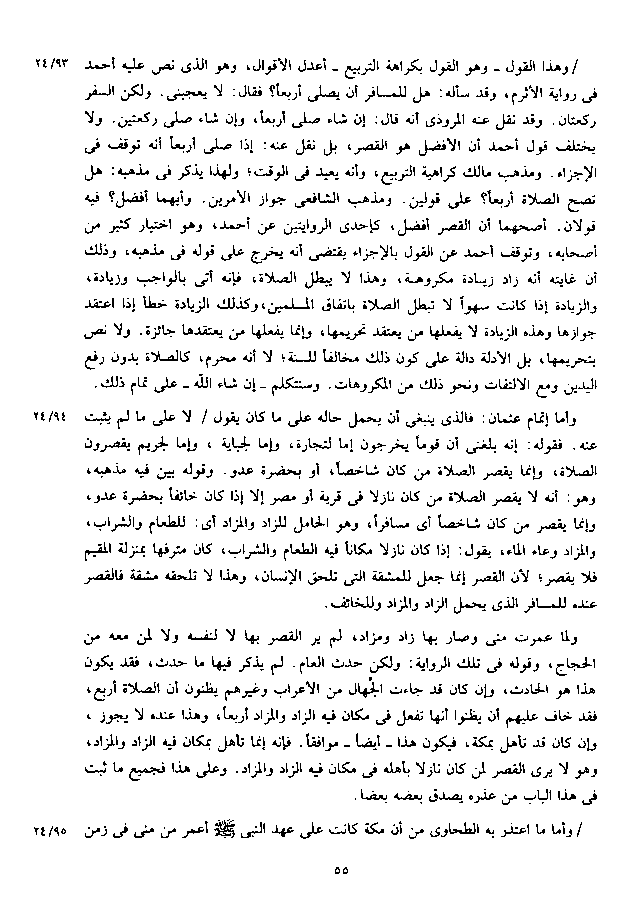 / وهذا القول ـ وهو القول بكراهة التربيع ـ أعدل الأقوال، وهو الذى نص عليه أحمد ٢٤/٩٣
فى رواية الأثرم، وقد سأله: هل للمسافر أن يصلى أربعاً؟ فقال: لا يعجبنى. ولكن السفر
ركعتان. وقد نقل عنه المروذى أنه قال: إن شاء صلى أربعاً، وإن شاء صلى ركعتين. ولا
يختلف قول أحمد أن الأفضل هو القصر، بل نقل عنه: إذا صلى أربعاً أنه توقف فى
الإجزاء. ومذهب مالك كراهية التربيع، وأنه يعيد فى الوقت؛ ولهذا يذكر فى مذهبه: هل
تصح الصلاة أربعاً؟ على قولين. ومذهب الشافعى جواز الأمرين. وأيهما أفضل؟ فيه
قولان. أصحهما أن القصر أفضل، كإحدى الروايتين عن أحمد، وهو اختيار كثير من
أصحابه، وتوقف أحمد عن القول بالإجزاء يقتضى أنه يخرج على قوله فى مذهبه، وذلك
أن غايته أنه زاد زيادة مكروهة، وهذا لا يبطل الصلاة، فإنه أتى بالواجب وزيادة،
والزيادة إذا كانت سهواً لا تبطل الصلاة باتفاق المسلمين، وكذلك الزيادة خطأ إذا اعتقد
جوازها وهذه الزيادة لا يفعلها من يعتقد تحريمها، وإنما يفعلها من يعتقدها جائزة. ولا نص
بتحريمها، بل الأدلة دالة على كون ذلك مخالفاً للسنة؛ لا أنه محرم، كالصلاة بدون رفع
اليدين ومع الالتفات ونحو ذلك من المكروهات. وسنتكلم ـ إن شاء الله ـ على تمام ذلك.
وأما إتمام عثمان: فالذى ينبغى أن يحمل حاله على ما كان يقول / لا على ما لم يثبت ٢٤/٩٤
عنه. فقوله: إنه بلغنى أن قوماً يخرجون إما لتجارة، وإما لجباية ، وإما لجريم يقصرون
الصلاة، وإنما يقصر الصلاة من كان شاخصاً، أو بحضرة عدو. وقوله بين فيه مذهبه،
وهو: أنه لا يقصر الصلاة من كان نازلا فى قرية أو مصر إلا إذا كان خائفاً بحضرة عدو،
وإنما يقصر من كان شاخصاً أى مسافراً، وهو الحامل للزاد والمزاد أى: للطعام والشراب،
والمزاد وعاء الماء، يقول: إذا كان نازلا مكاناً فيه الطعام والشراب، كان مترفها بمنزلة المقيم
فلا يقصر؛ لأن القصر إنما جعل للمشقة التى تلحق الإنسان، وهذا لا تلحقه مشقة فالقصر
عنده للمسافر الذى يحمل الزاد والمزاد وللخائف.
ولما عمرت منى وصار بها زاد ومزاد، لم ير القصر بها لا لنفسه ولا لمن معه من
الحجاج، وقوله فى تلك الرواية: ولكن حدث العام. لم يذكر فيها ما حدث، فقد يكون
هذا هو الحادث، وإن كان قد جاءت الجهال من الأعراب وغيرهم يظنون أن الصلاة أربع،
فقد خاف عليهم أن يظنوا أنها تفعل فى مكان فيه الزاد والمزاد أربعاً، وهذا عنده لا يجوز ،
وإن كان قد تأهل بمكة، فيكون هذا ـ أيضاً ـ موافقاً. فإنه إنما تأهل بمكان فيه الزاد والمزاد،
وهو لا يرى القصر لمن كان نازلا بأهله فى مكان فيه الزاد والمزاد. وعلى هذا فجميع ما ثبت
فى هذا الباب من عذره يصدق بعضه بعضا.
/ وأما ما اعتذر به الطحاوى من أن مكة كانت على عهد النبى ﷺ أعمر من منى فى زمن ٢٤/٩٥
٥٥